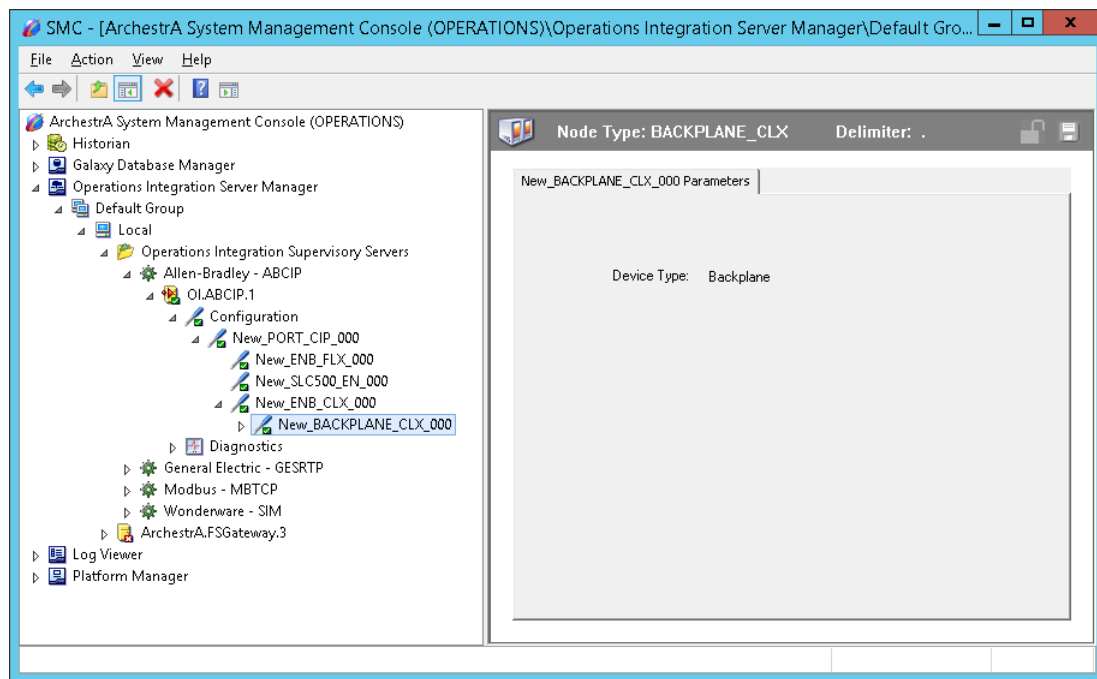 SMC - [ArchestrA System Management Console (OPERATIONS)\Operations Integration Server Manager\Default Gro...
File Action View Help
ArchestrA System Management Console (OPERATIONS)
Historian
Galaxy Database Manager
Operations Integration Server Manager
Default Group
Local
Operations Integration Supervisory Servers
Allen-Bradley - ABCIP
OI.ABCIP.1
Configuration
New_PORT_CIP_000
New_ENB_FLX_000
New_SLC500_EN_000
New_ENB_CLX_000
New_BACKPLANE_CLX_000
Diagnostics
General Electric - GESRTP
Modbus - MBTCP
Wonderware - SIM
ArchestrA.FSGateway.3
Log Viewer
Platform Manager
Node Type: BACKPLANE_CLX Delimiter: .
New_BACKPLANE_CLX_000 Parameters
Device Type: Backplane